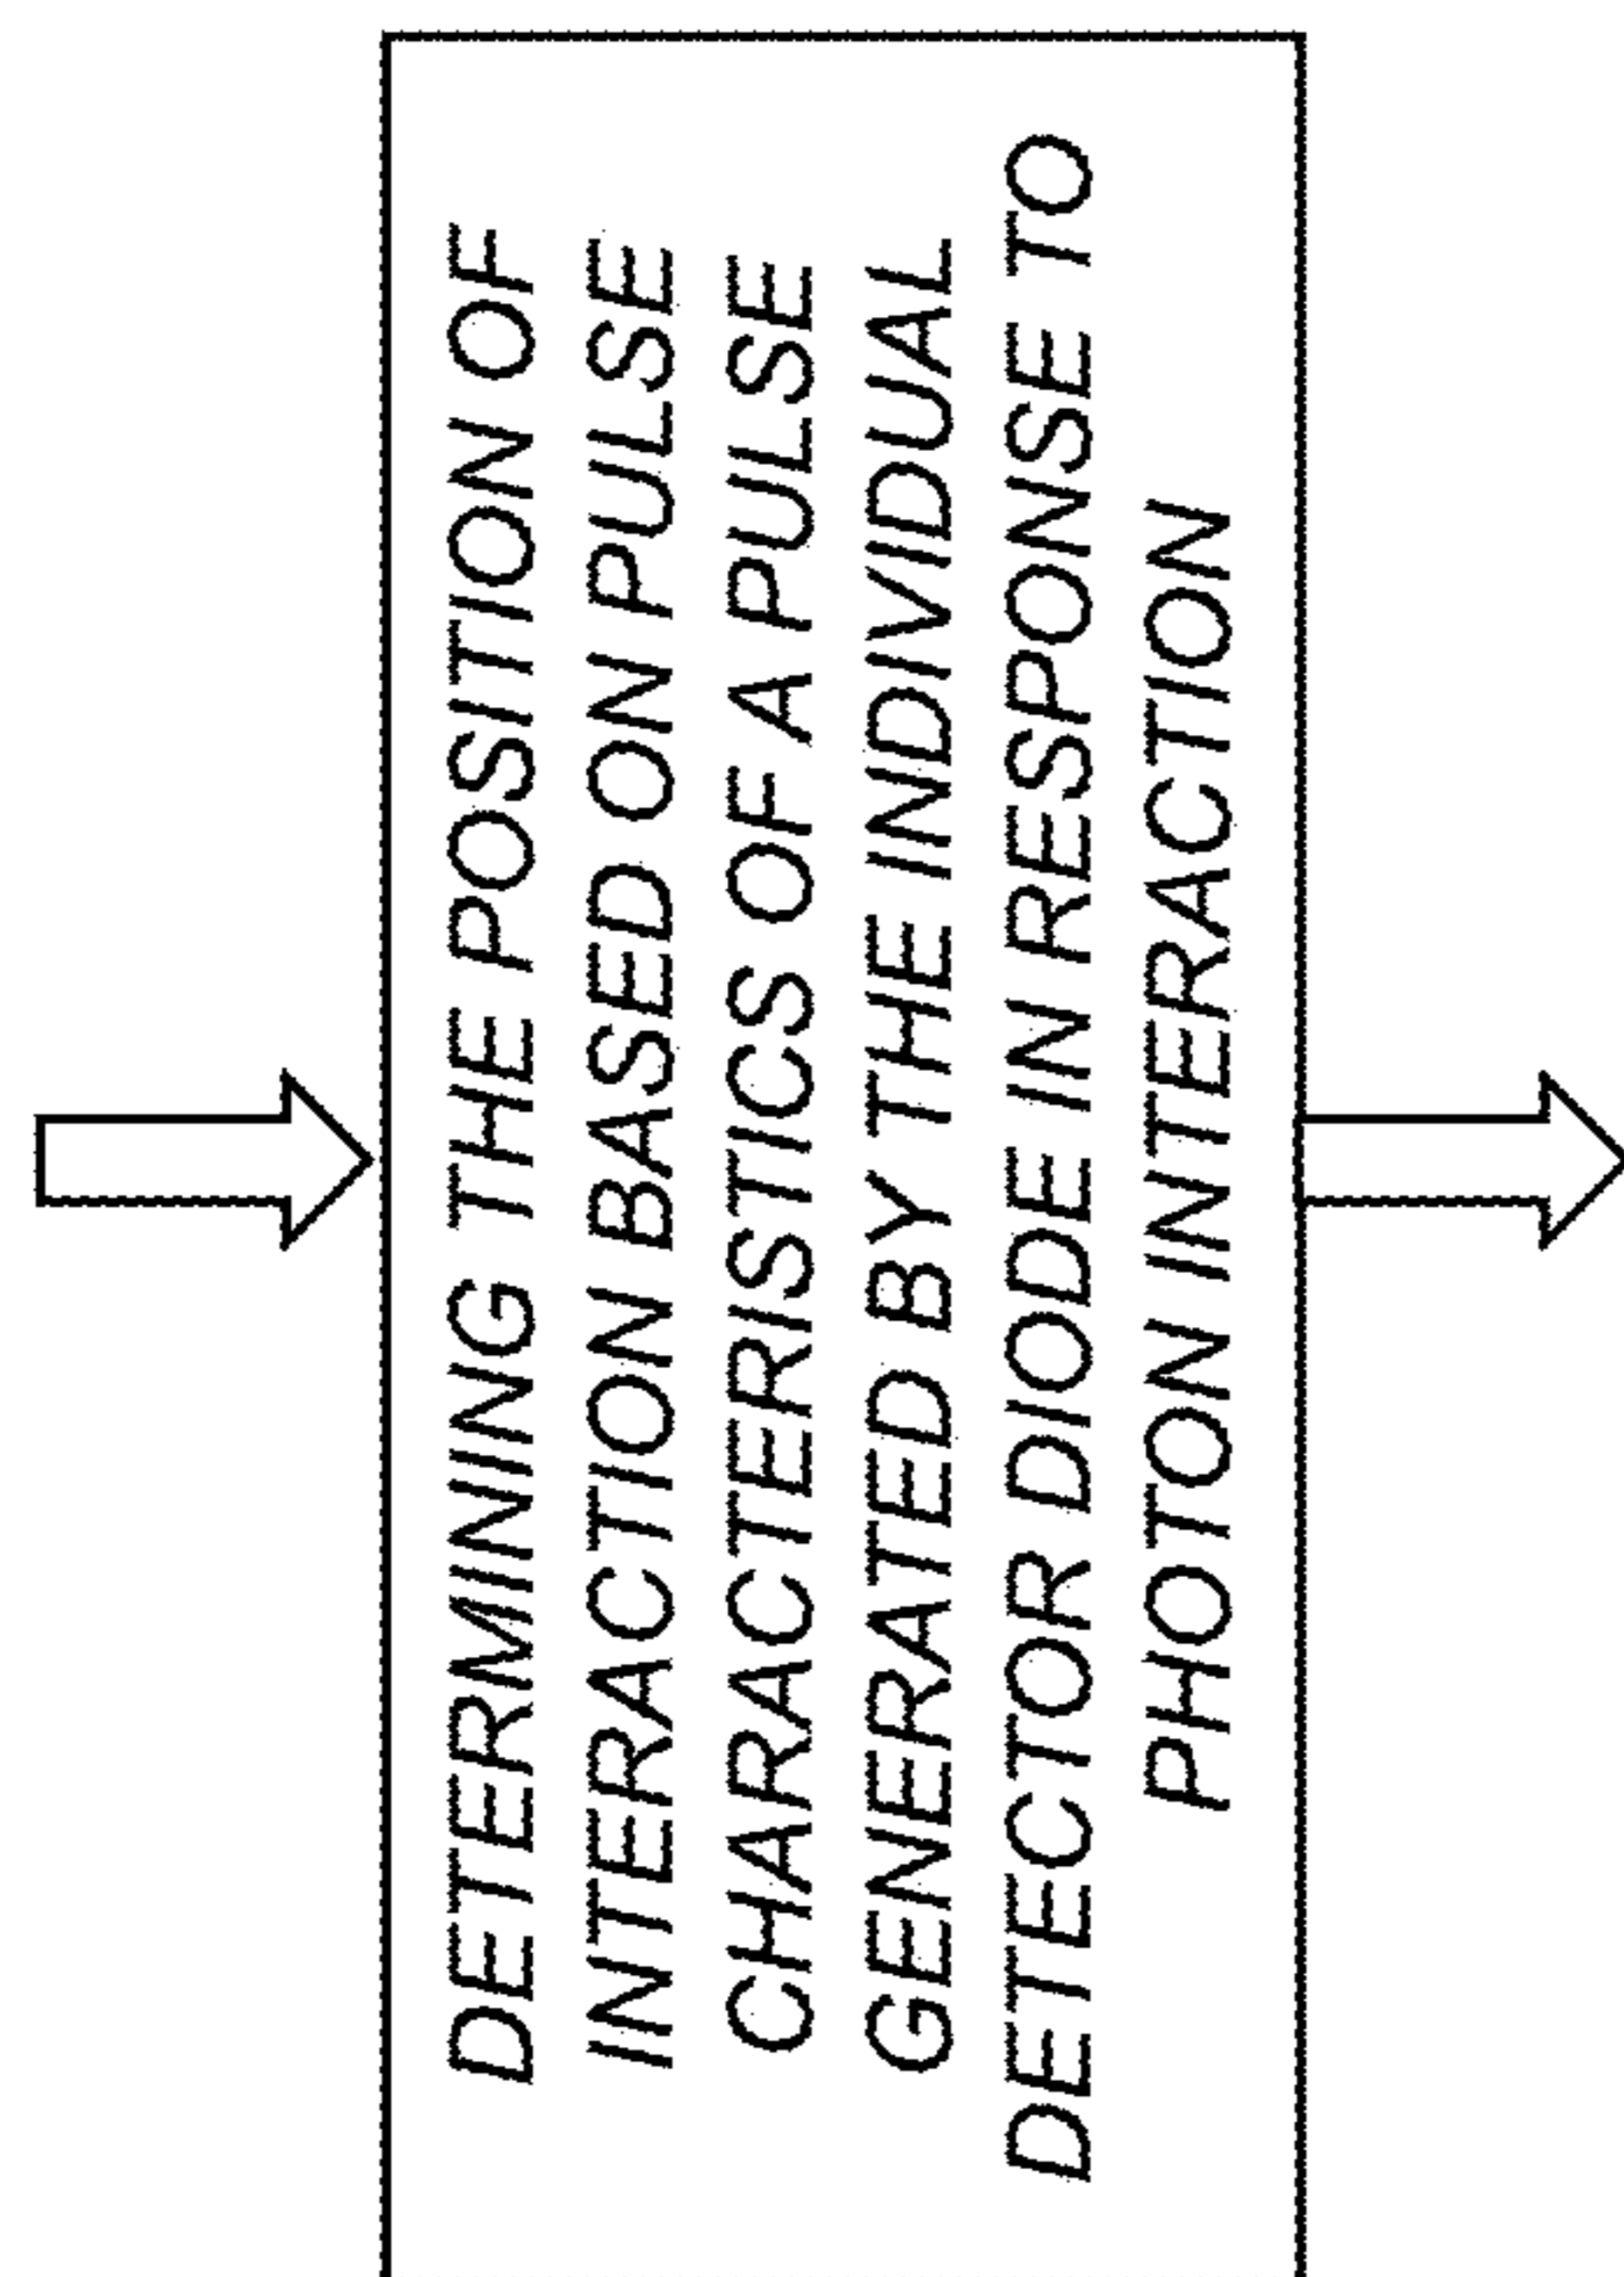 DETERMINING THE POSITION OF
INTERACTION BASED ON PULSE
CHARACTERISTICS OF A PULSE
GENERATED BY THE INDIVIDUAL
DETECTOR DIODE IN RESPONSE TO
PHOTON INTERACTION